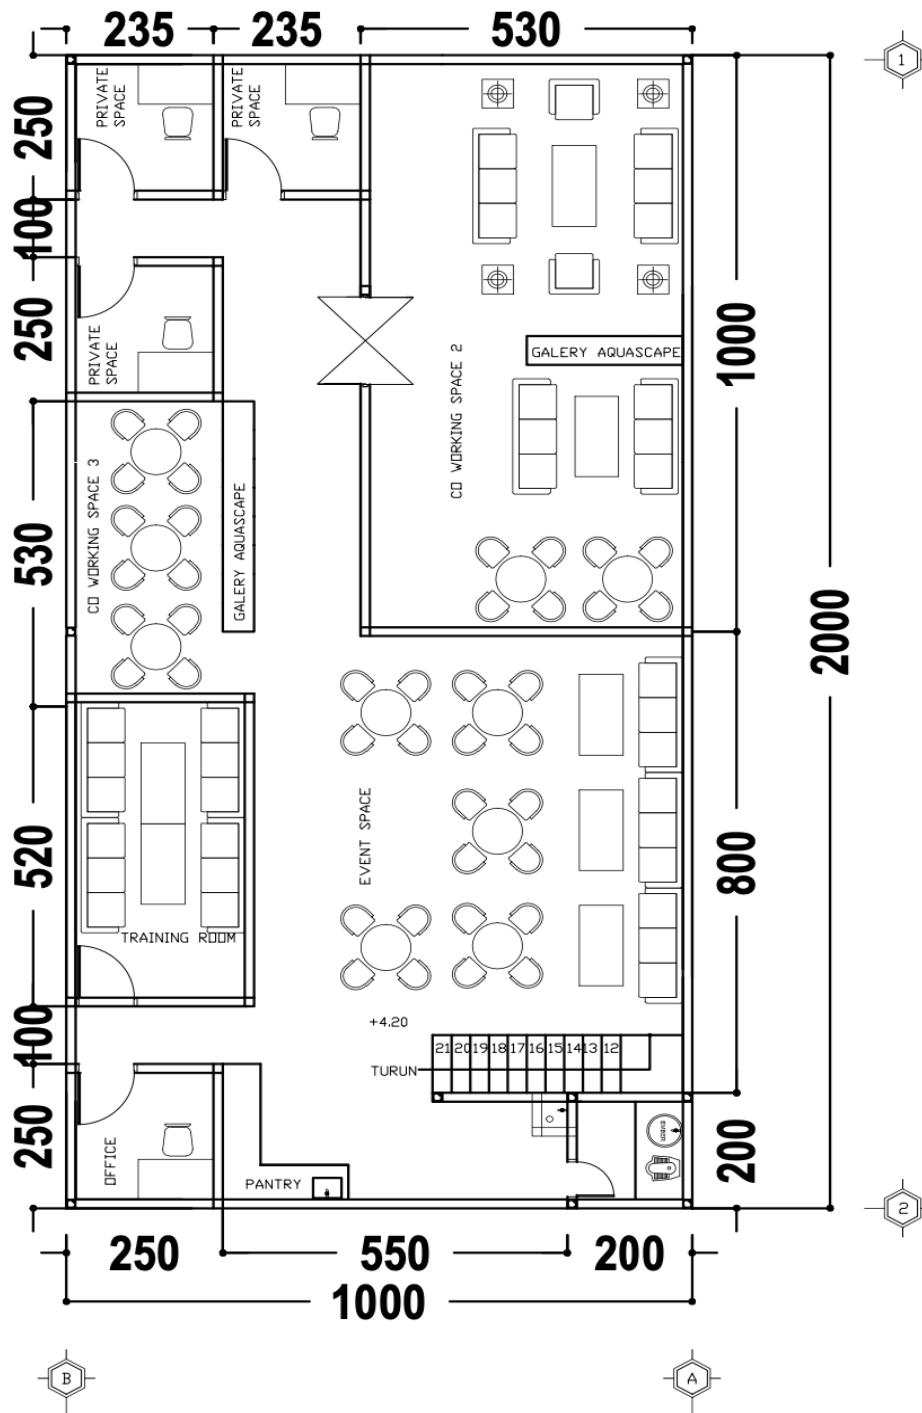 235
235
530
1
PRIVATE
SPACE
PRIVATE
SPACE
250
100
250
PRIVATE
SPACE
1000
GALERY AQUASCAPE
CO WORKING SPACE 2
CO WORKING SPACE 3
GALERY AQUASCAPE
530
2000
EVENT SPACE
520
800
TRAINING ROOM
+4.20
100
21 20 19 18 17 16 15 14 13 12
TURUN
250
OFFICE
EMBER
200
PANTRY
2
250
550
200
1000
B
A